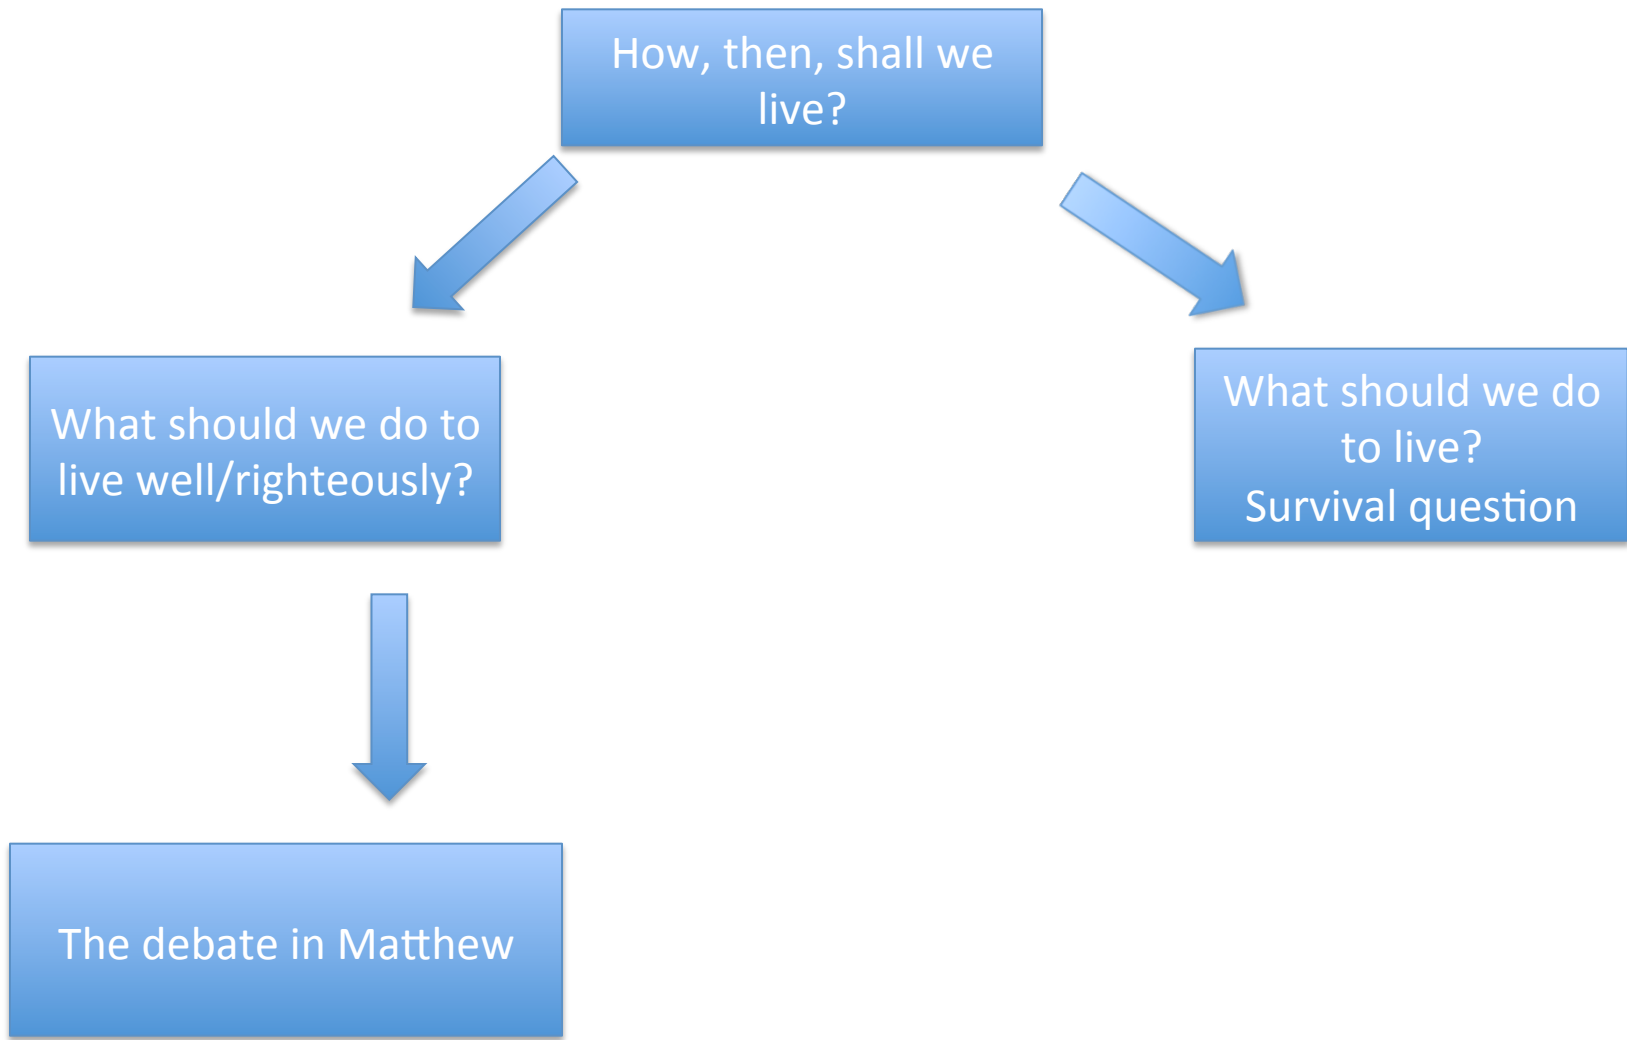 How, then, shall we
live?
What should we do to
live well/righteously?
What should we do
to live?
Survival question
The debate in Matthew